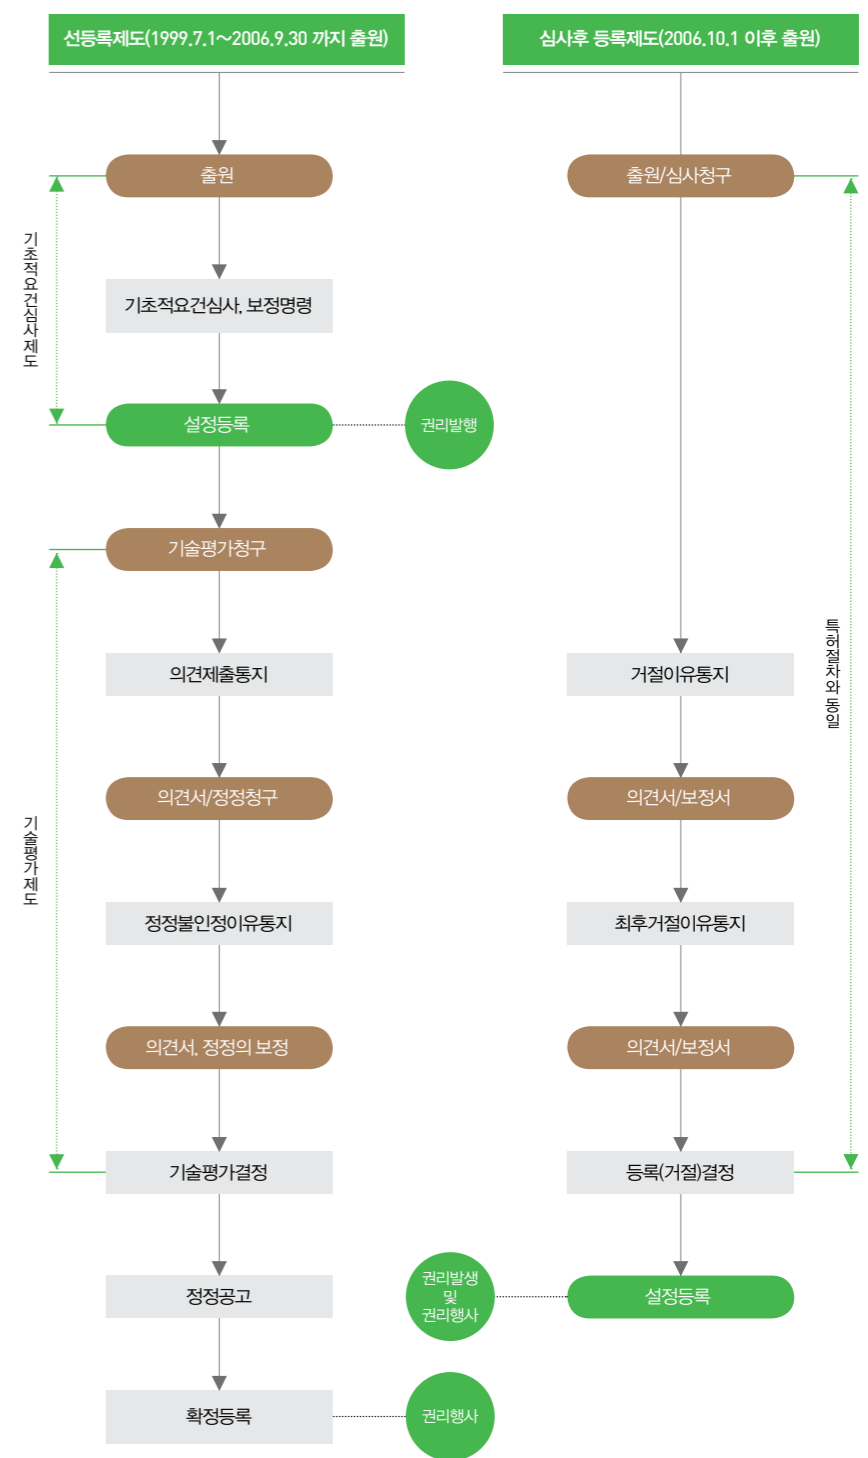 선등록제도(1999.7.1~2006.9.30 까지 출원)
출원
기초적요건심사, 보정명령
설정등록
권리발행
기술평가청구
의견제출통지
의견서/정정청구
정정불인정이유통지
의견서, 정정의 보정
기술평가결정
정정공고
확정등록
권리행사
기초적요건심사제도
기술평가제도
심사후 등록제도(2006.10.1 이후 출원)
출원/심사청구
거절이유통지
의견서/보정서
최후거절이유통지
의견서/보정서
등록(거절)결정
설정등록
권리발생
및
권리행사
특허절차와 동일